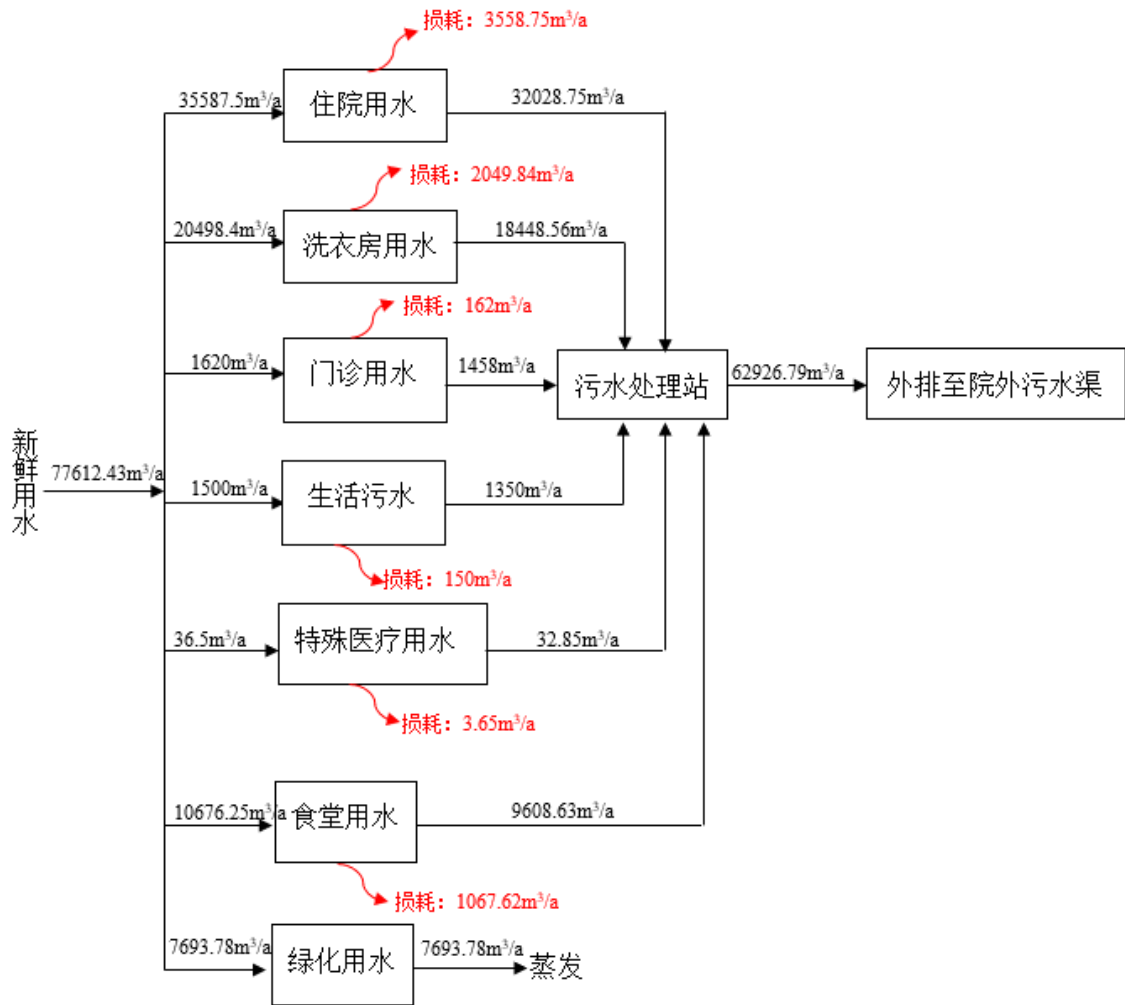 损耗：3558.75m³/a
35587.5m³/a
住院用水
32028.75m³/a
损耗：2049.84m³/a
20498.4m³/a
洗衣房用水
18448.56m³/a
损耗：162m³/a
1620m³/a
门诊用水
1458m³/a
污水处理站
62926.79m³/a
外排至院外污水渠
新鲜用水
77612.43m³/a
1500m³/a
生活污水
1350m³/a
损耗：150m³/a
36.5m³/a
特殊医疗用水
32.85m³/a
损耗：3.65m³/a
10676.25m³/a
食堂用水
9608.63m³/a
损耗：1067.62m³/a
7693.78m³/a
绿化用水
7693.78m³/a
蒸发